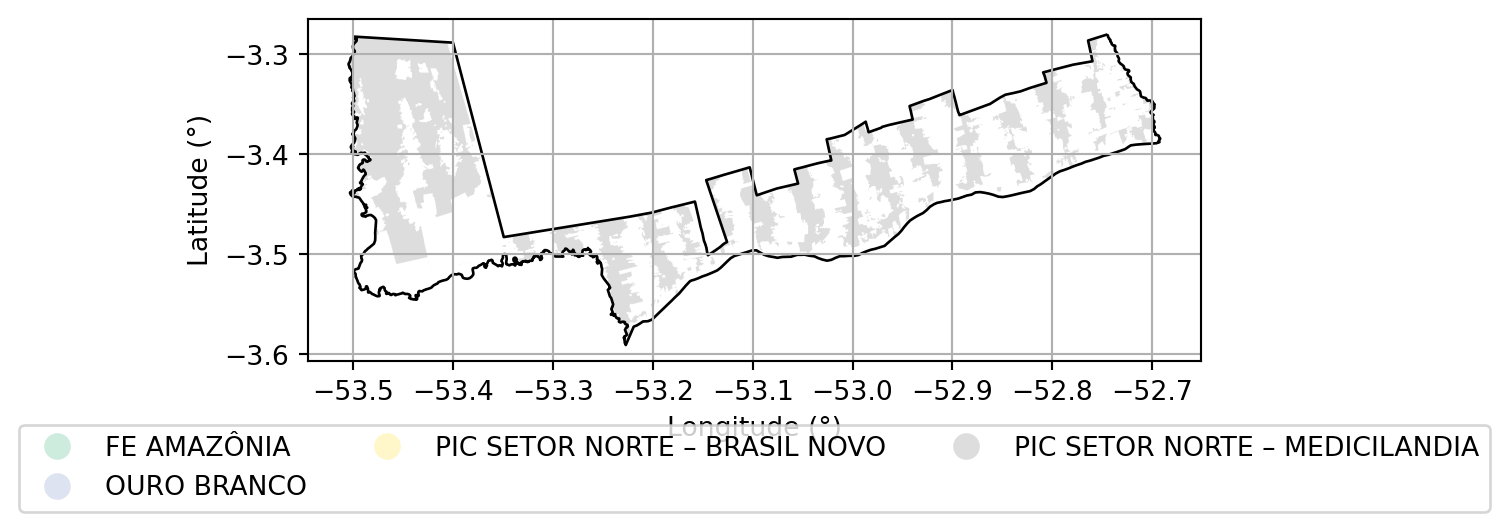 −3.3
−3.4
−3.5
−3.6
Latitude (°)
−53.5 −53.4 −53.3 −53.2 −53.1 −53.0 −52.9 −52.8 −52.7
Longitude (°)
FE AMAZÔNIA PIC SETOR NORTE – BRASIL NOVO PIC SETOR NORTE – MEDICILANDIA
OURO BRANCO